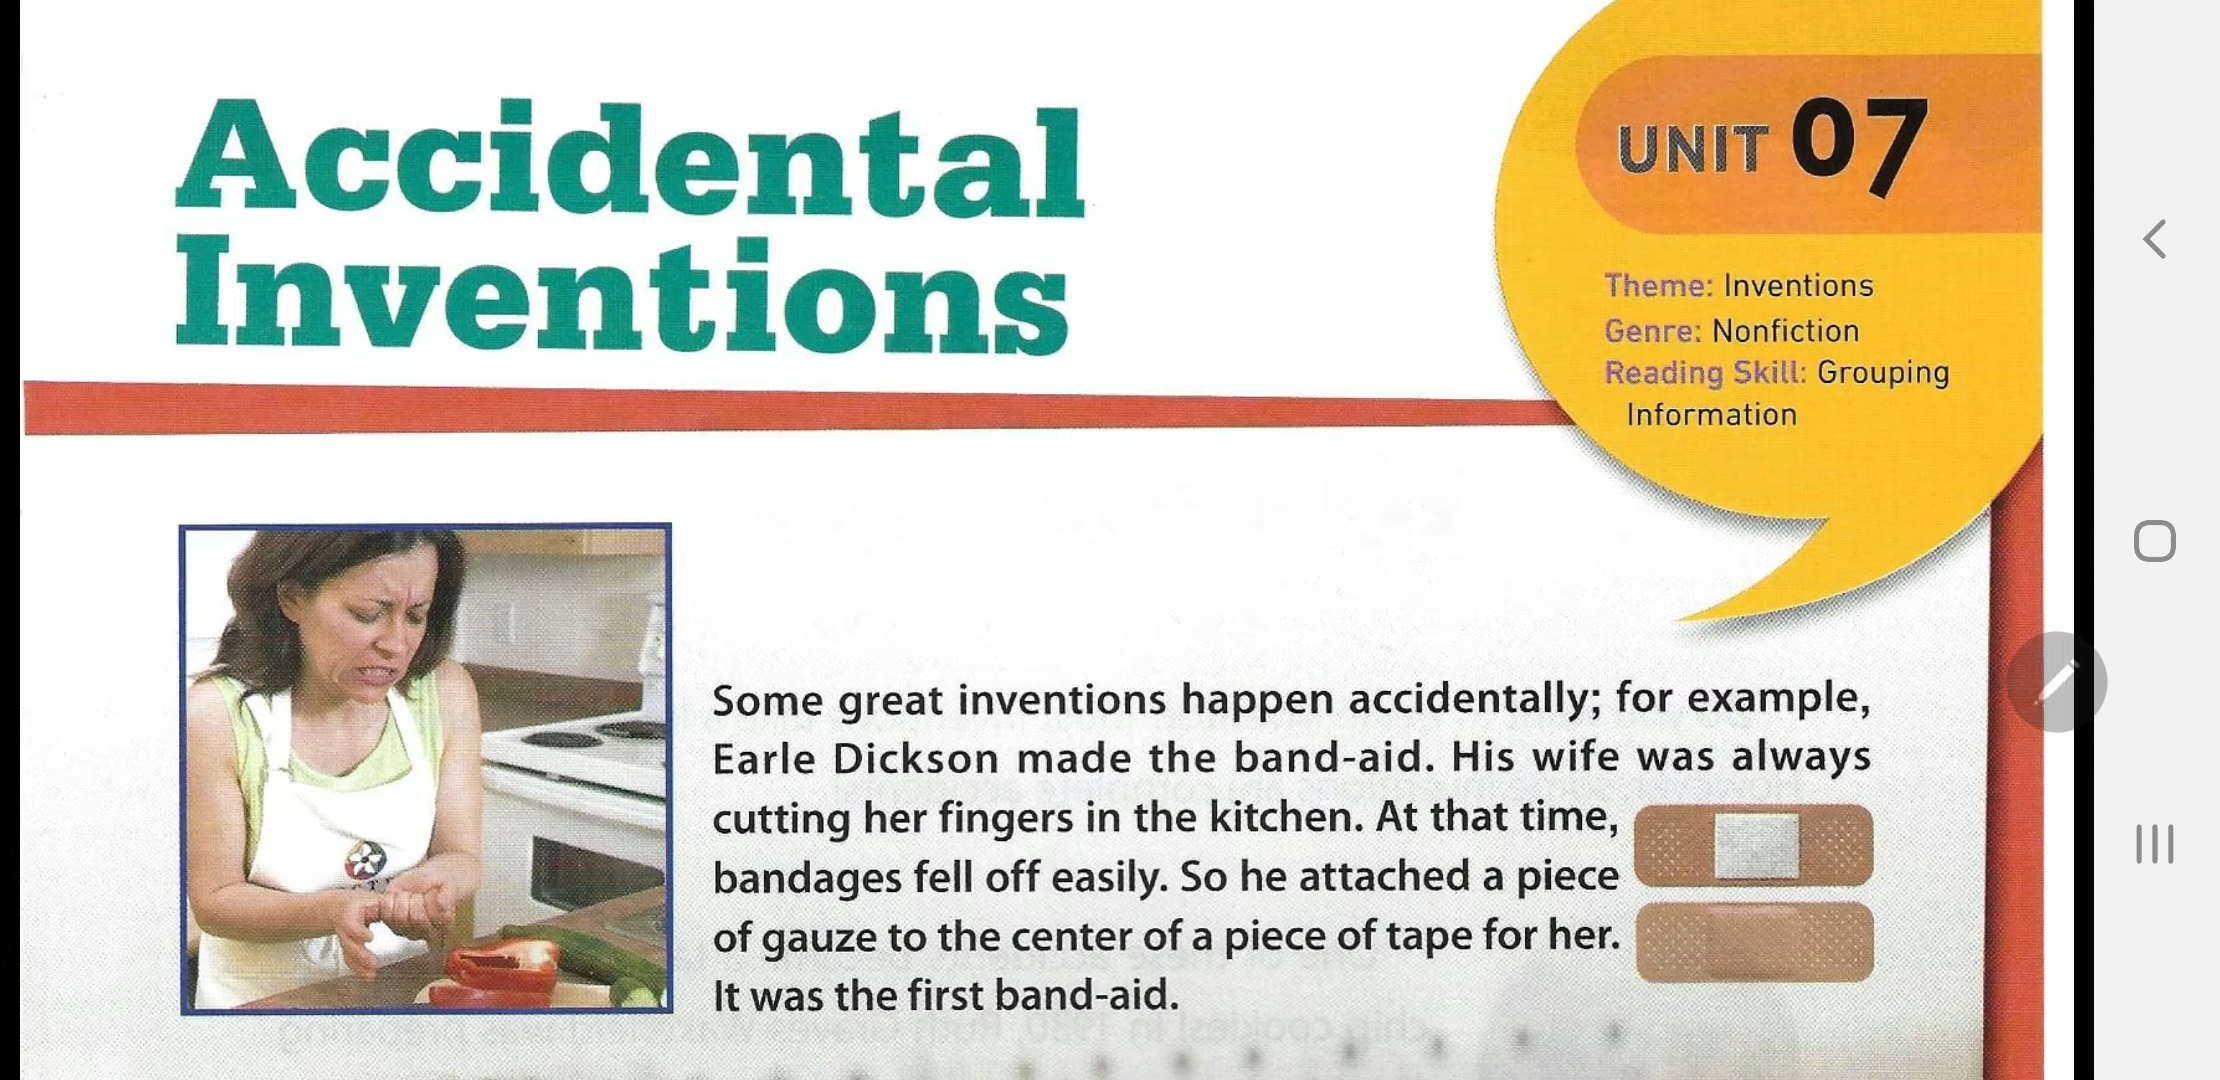 Accidental
Inventions
UNIT 07
Theme: Inventions
Genre: Nonfiction
Reading Skill: Grouping
Information
Some great inventions happen accidentally; for example,
Earle Dickson made the band-aid. His wife was always
cutting her fingers in the kitchen. At that time,
bandages fell off easily. So he attached a piece
of gauze to the center of a piece of tape for her.
It was the first band-aid.